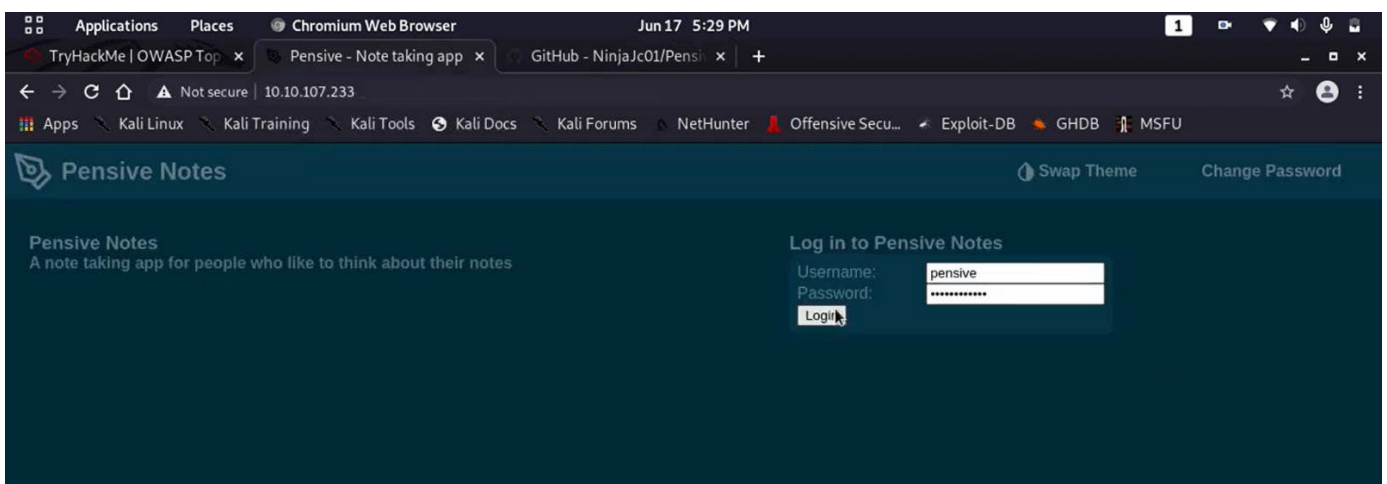 Applications Places Chromium Web Browser Jun 17 5:29 PM 1
TryHackMe | OWASP Top Pensive - Note taking app GitHub - NinjaJc01/Pensi
Not secure | 10.10.107.233
Apps Kali Linux Kali Training Kali Tools Kali Docs Kali Forums NetHunter Offensive Secu... Exploit-DB GHDB MSFU
Pensive Notes Swap Theme Change Password
Pensive Notes
A note taking app for people who like to think about their notes
Log in to Pensive Notes
Username: pensive
Password: ••••••••••••
Login